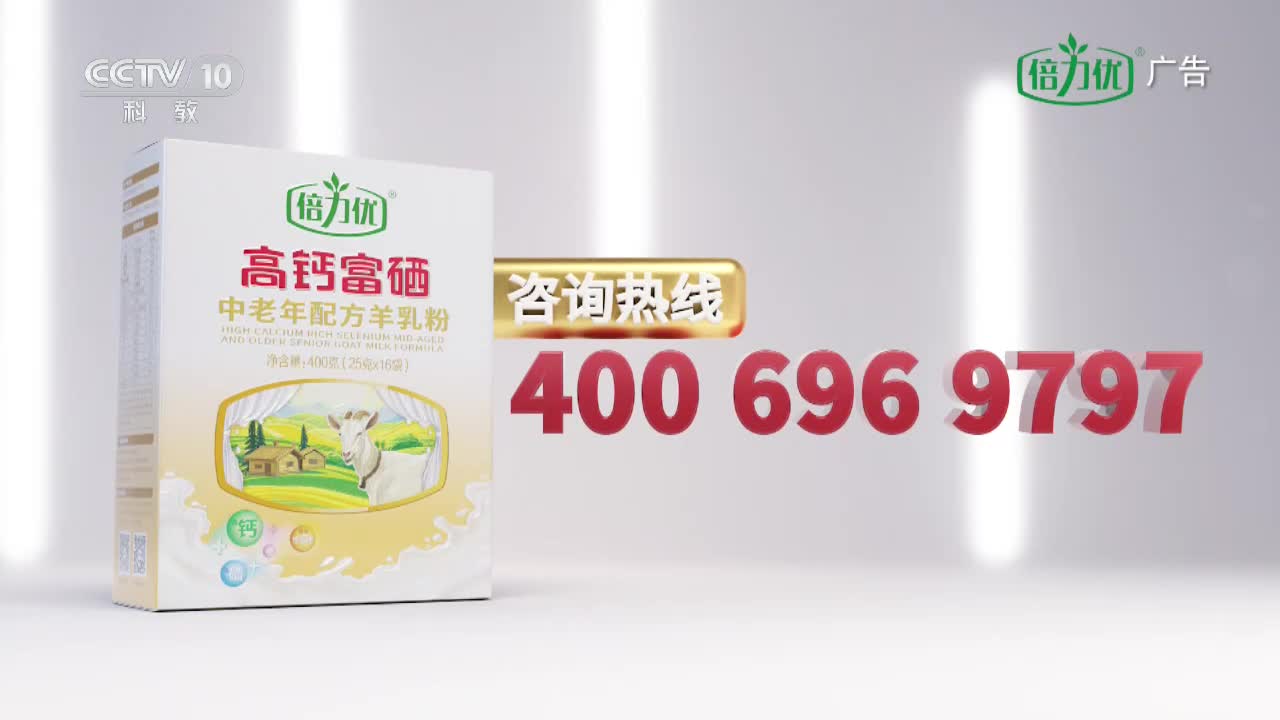 CCTV 10
科教
倍力优® 广告
倍力优®
高钙富硒
中老年配方羊乳粉
HIGH CALCIUM RICH SELENIUM MID-AGED
AND OLDER SENIOR GOAT MILK FORMULA
净含量:400克(25克x16袋)
钙
咨询热线
400 696 9797